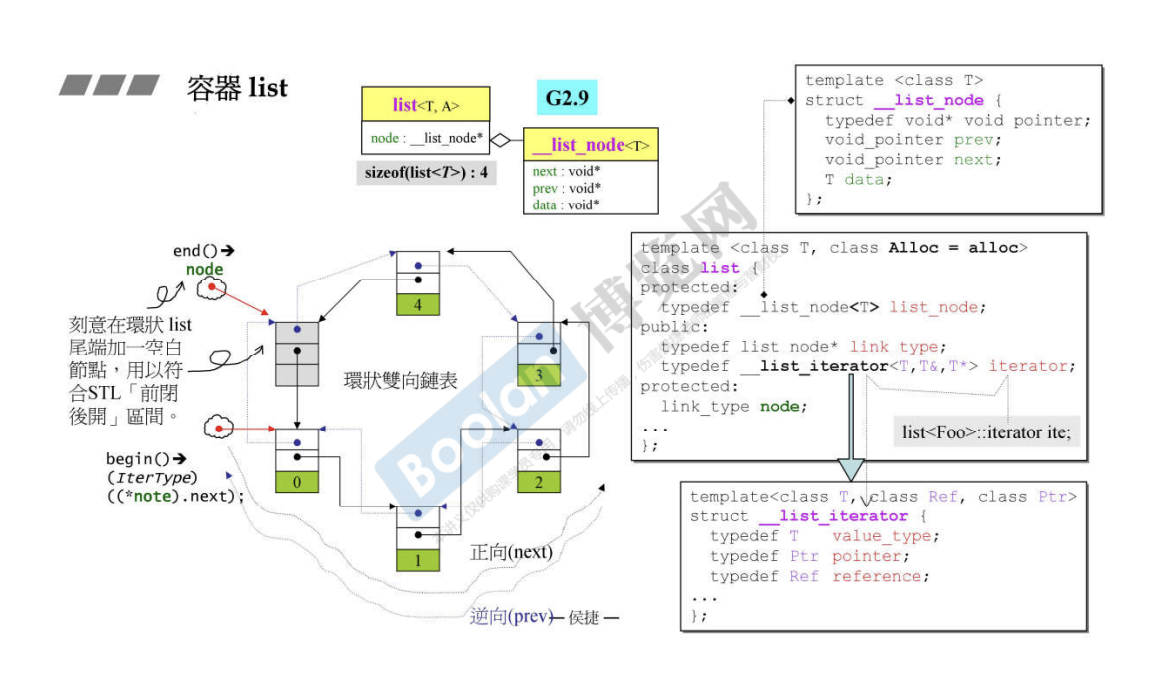 容器 list
G2.9
list<T, A>
node : __list_node*
sizeof(list<T>) : 4
__list_node<T>
next : void*
prev : void*
data : void*
template <class T>
struct __list_node {
typedef void* void pointer;
void_pointer prev;
void_pointer next;
T data;
};
template <class T, class Alloc = alloc>
class list {
protected:
typedef __list_node<T> list_node;
public:
typedef list node* link type;
typedef __list_iterator<T,T&,T*> iterator;
protected:
link_type node;
...
};
list<Foo>::iterator ite;
template<class T, class Ref, class Ptr>
struct __list_iterator {
typedef T value_type;
typedef Ptr pointer;
typedef Ref reference;
...
};
end()➔
node
刻意在環狀 list
尾端加一空白
節點，用以符
合STL「前閉
後開」區間。
begin()➔
(IterType)
((*note).next);
環狀雙向鏈表
4
3
0
2
1
正向(next)
逆向(prev)
— 侯捷 —
Boolan
博览网